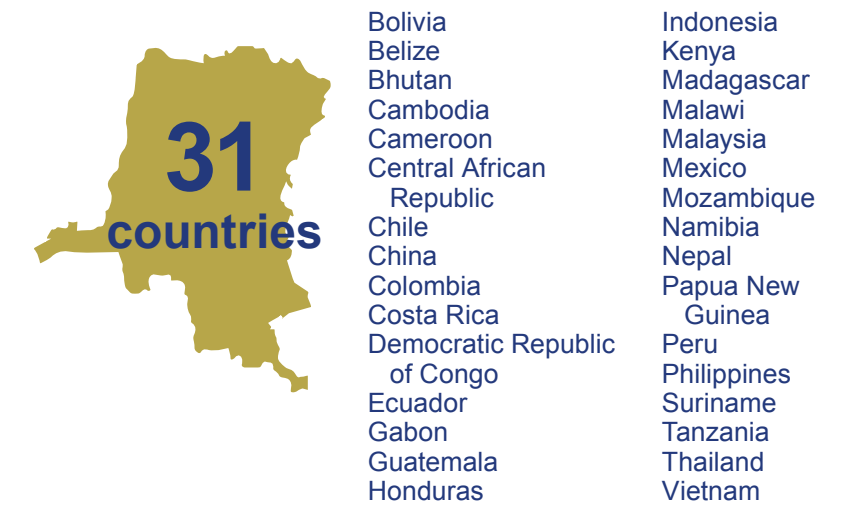 31
countries
Bolivia
Belize
Bhutan
Cambodia
Cameroon
Central African
Republic
Chile
China
Colombia
Costa Rica
Democratic Republic
of Congo
Ecuador
Gabon
Guatemala
Honduras
Indonesia
Kenya
Madagascar
Malawi
Malaysia
Mexico
Mozambique
Namibia
Nepal
Papua New
Guinea
Peru
Philippines
Suriname
Tanzania
Thailand
Vietnam